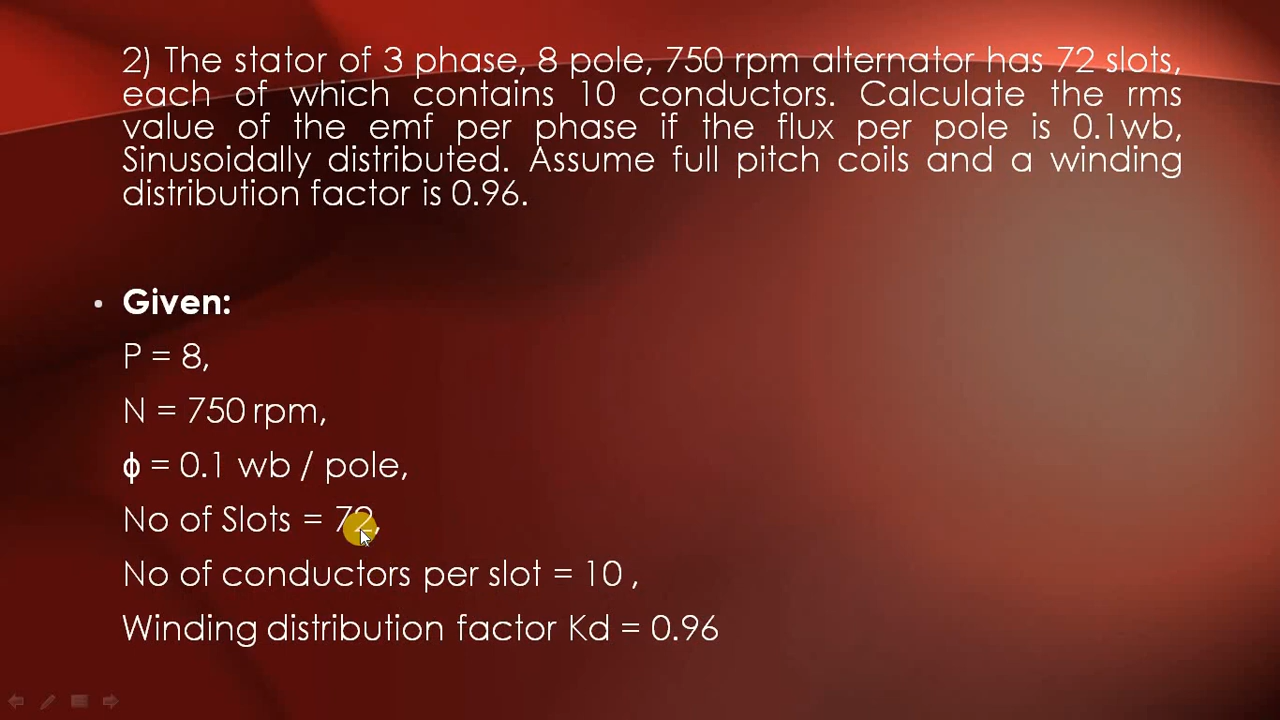 2) The stator of 3 phase, 8 pole, 750 rpm alternator has 72 slots,
each of which contains 10 conductors. Calculate the rms
value of the emf per phase if the flux per pole is 0.1wb,
Sinusoidally distributed. Assume full pitch coils and a winding
distribution factor is 0.96.
• Given:
P = 8,
N = 750 rpm,
ϕ = 0.1 wb / pole,
No of Slots = 72,
No of conductors per slot = 10 ,
Winding distribution factor Kd = 0.96